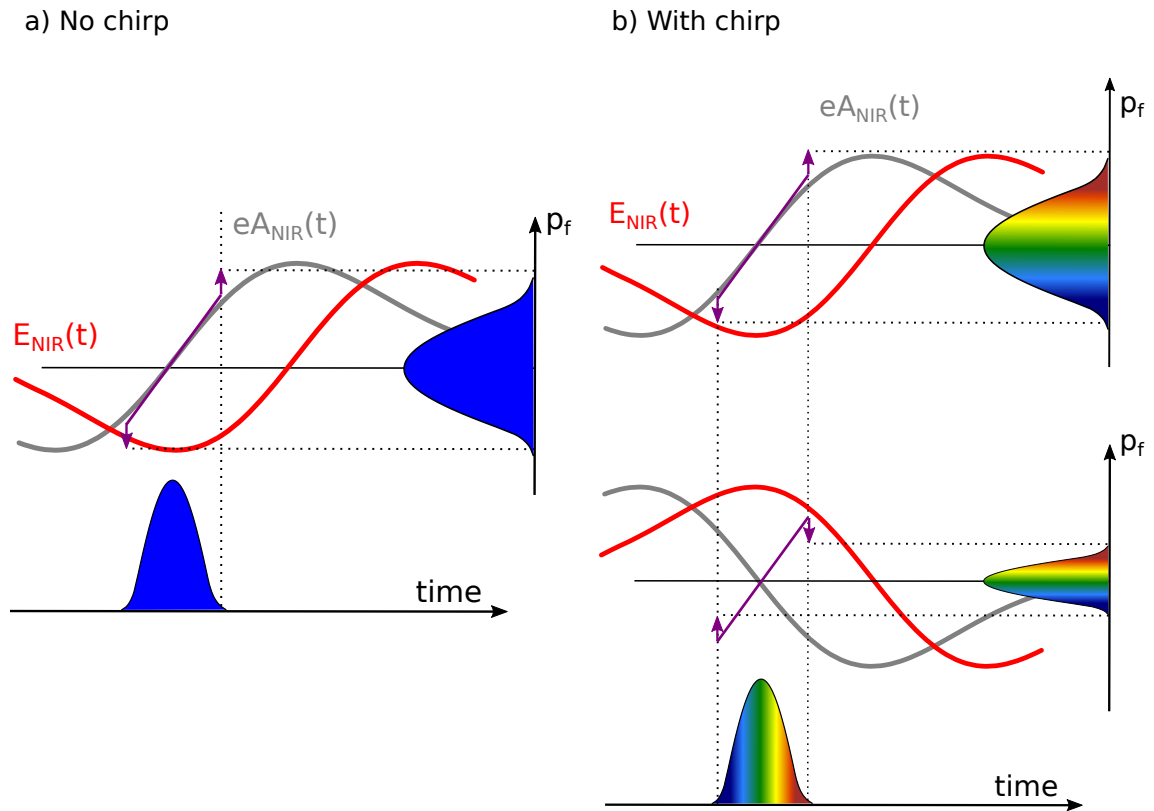 a) No chirp
eA_NIR(t)
p_f
E_NIR(t)
time
b) With chirp
eA_NIR(t)
p_f
E_NIR(t)
p_f
time